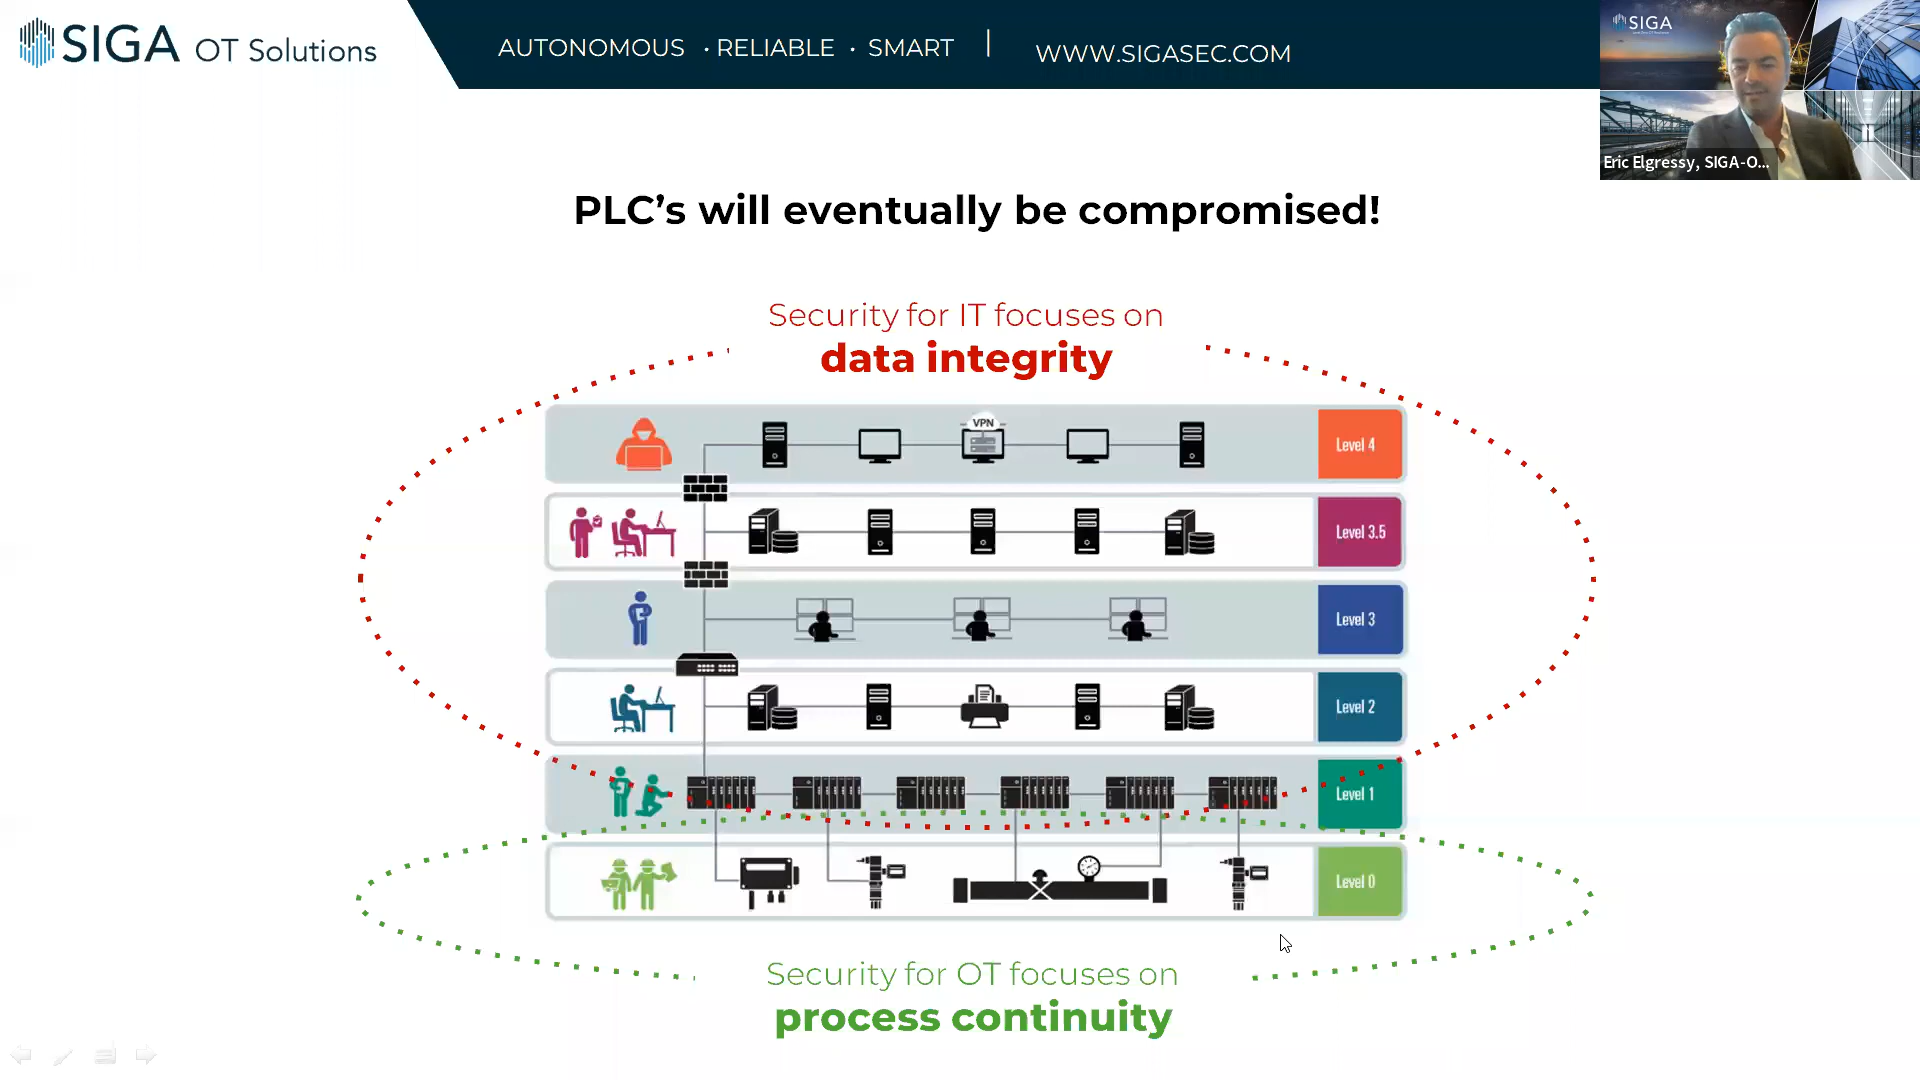 SIGA OT Solutions
AUTONOMOUS · RELIABLE · SMART | WWW.SIGASEC.COM
SIGA
Eric Elgressy, SIGA-O...
PLC’s will eventually be compromised!
Security for IT focuses on
data integrity
VPN
Level 4
Level 3.5
Level 3
Level 2
Level 1
Level 0
Security for OT focuses on
process continuity